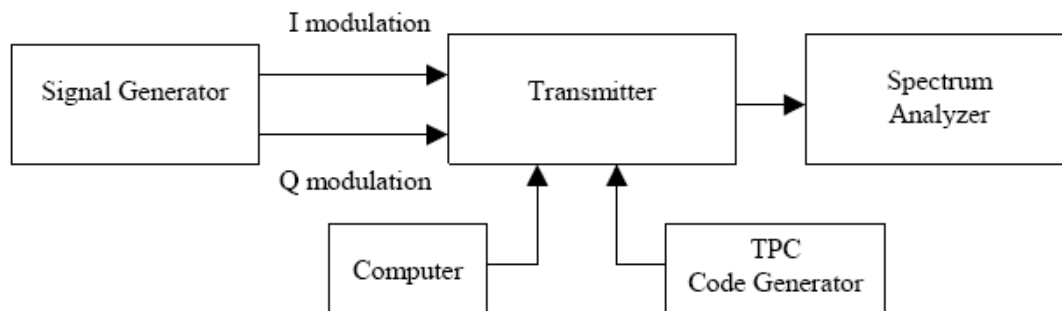 I modulation
Signal Generator
Transmitter
Spectrum
Analyzer
Q modulation
Computer
TPC
Code Generator